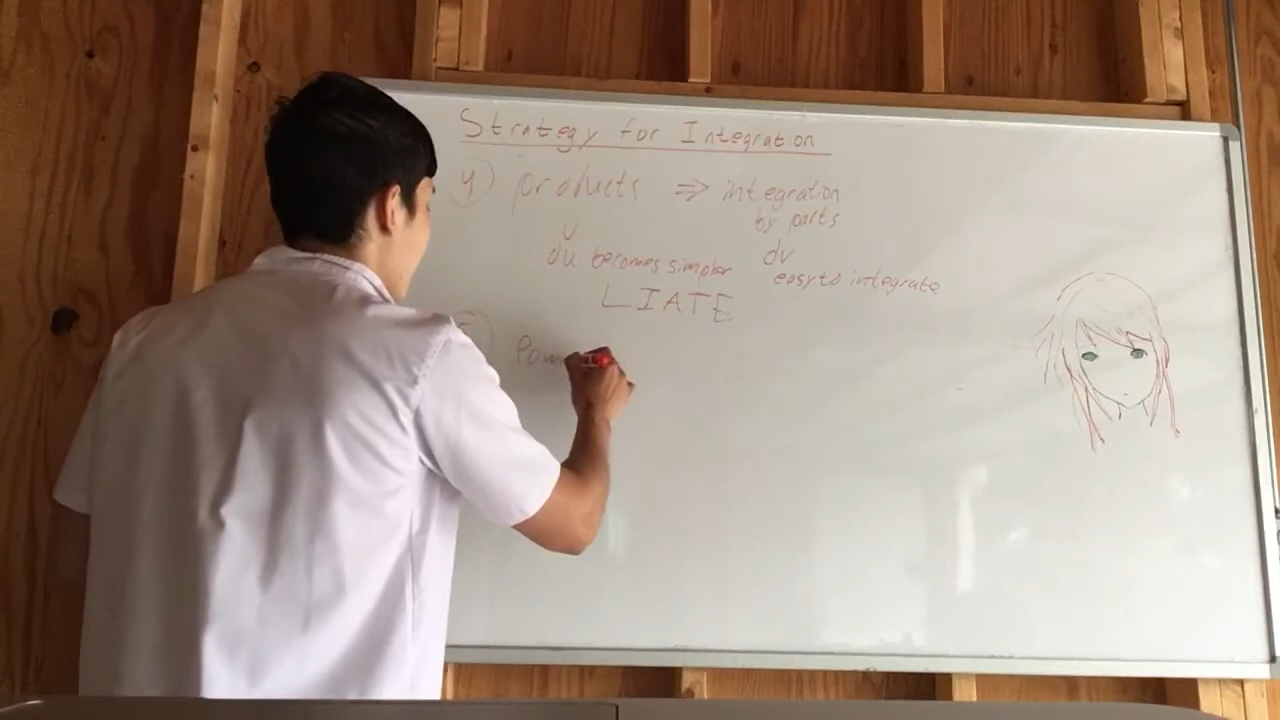 Strategy for Integration
4) products ⇒ integration
by parts
u dv
du becomes simpler easy to integrate
LIATE
Pow